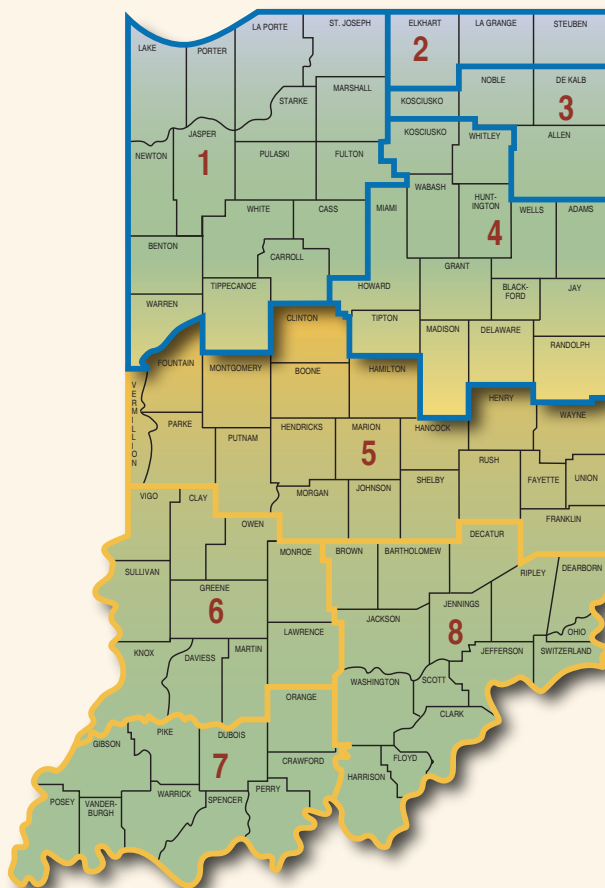 LA PORTE
ST. JOSEPH
ELKHART
LA GRANGE
STEUBEN
LAKE
PORTER
2
NOBLE
DE KALB
STARKE
MARSHALL
KOSCIUSKO
3
JASPER
KOSCIUSKO
WHITLEY
ALLEN
NEWTON
1
PULASKI
FULTON
WABASH
HUNT-
INGTON
WHITE
CASS
MIAMI
WELLS
ADAMS
4
BENTON
CARROLL
GRANT
TIPPECANOE
HOWARD
BLACK-
FORD
JAY
WARREN
CLINTON
TIPTON
MADISON
DELAWARE
RANDOLPH
FOUNTAIN
MONTGOMERY
BOONE
HAMILTON
VERMILLION
HENRY
WAYNE
PARKE
PUTNAM
HENDRICKS
MARION
HANCOCK
5
RUSH
SHELBY
FAYETTE
UNION
MORGAN
JOHNSON
VIGO
CLAY
FRANKLIN
OWEN
DECATUR
MONROE
BROWN
BARTHOLOMEW
SULLIVAN
RIPLEY
DEARBORN
GREENE
6
JENNINGS
JACKSON
8
LAWRENCE
OHIO
KNOX
DAVIESS
MARTIN
JEFFERSON
SWITZERLAND
WASHINGTON
SCOTT
ORANGE
CLARK
PIKE
DUBOIS
GIBSON
7
CRAWFORD
FLOYD
HARRISON
POSEY
VANDER-
BURGH
WARRICK
SPENCER
PERRY